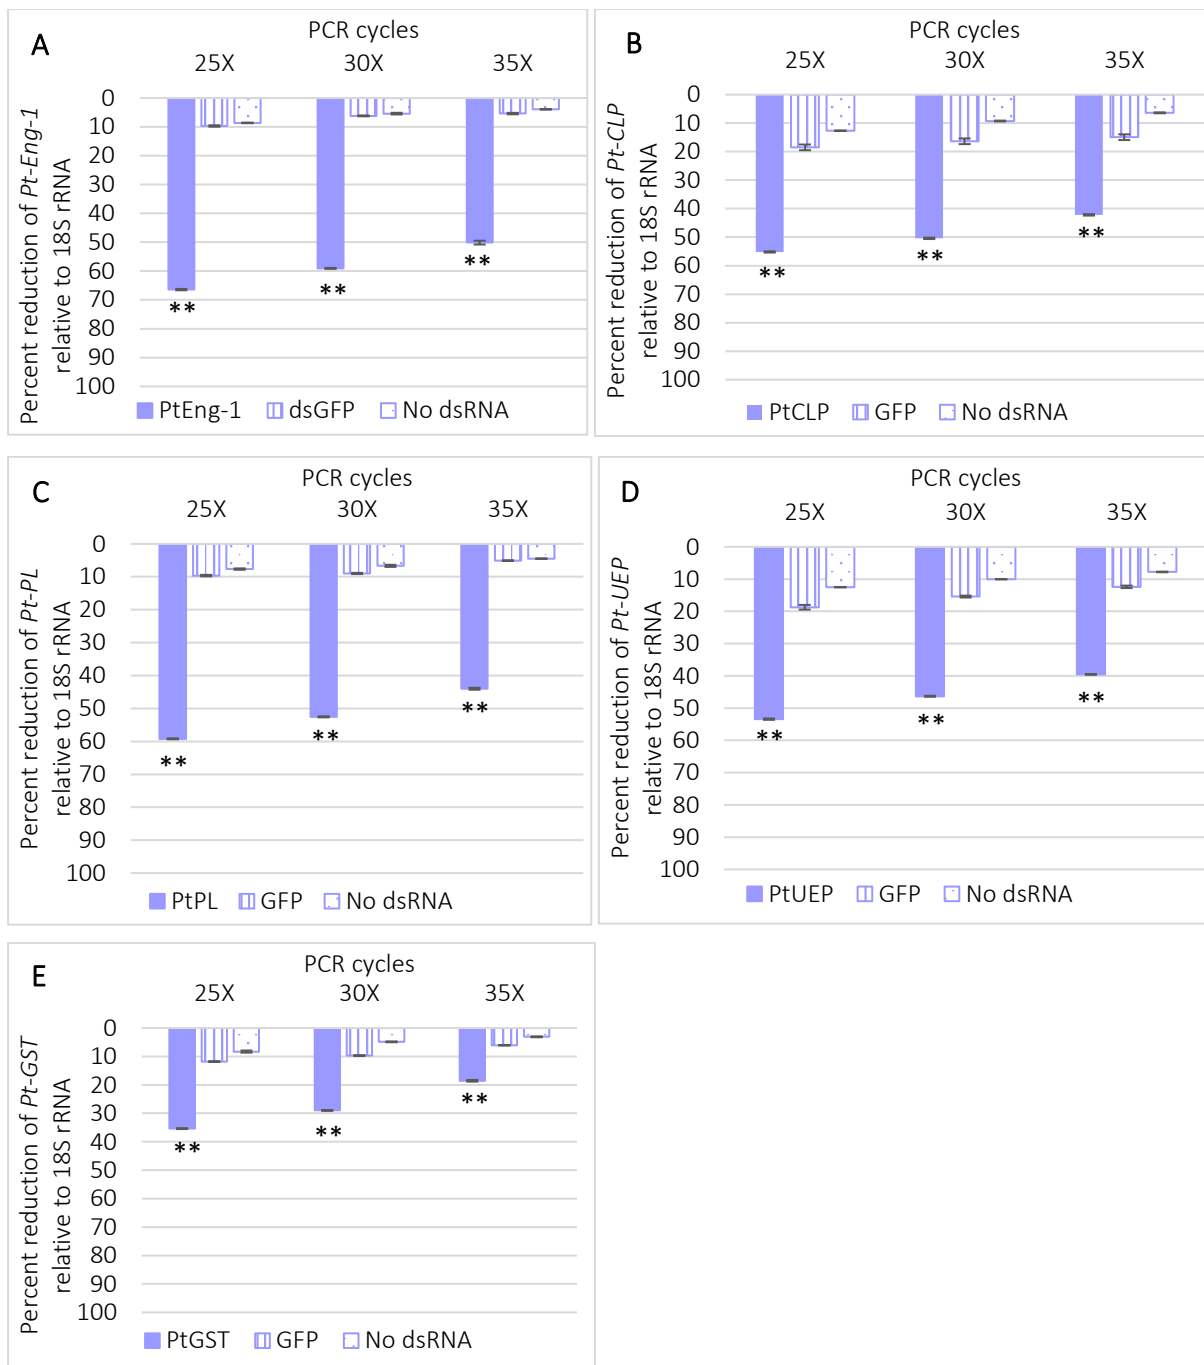 A
PCR cycles
25X 30X 35X
Percent reduction of Pt-Eng-1
relative to 18S rRNA
0
10
20
30
40
50
60
70
80
90
100
**
**
**
PtEng-1 dsGFP No dsRNA
B
PCR cycles
25X 30X 35X
Percent reduction of Pt-CLP
relative to 18S rRNA
0
10
20
30
40
50
60
70
80
90
100
**
**
**
PtCLP GFP No dsRNA
C
PCR cycles
25X 30X 35X
Percent reduction of Pt-PL
relative to 18S rRNA
0
10
20
30
40
50
60
70
80
90
100
**
**
**
PtPL GFP No dsRNA
D
PCR cycles
25X 30X 35X
Percent reduction of Pt-UEP
relative to 18S rRNA
0
10
20
30
40
50
60
70
80
90
100
**
**
**
PtUEP GFP No dsRNA
E
PCR cycles
25X 30X 35X
Percent reduction of Pt-GST
relative to 18S rRNA
0
10
20
30
40
50
60
70
80
90
100
**
**
**
PtGST GFP No dsRNA